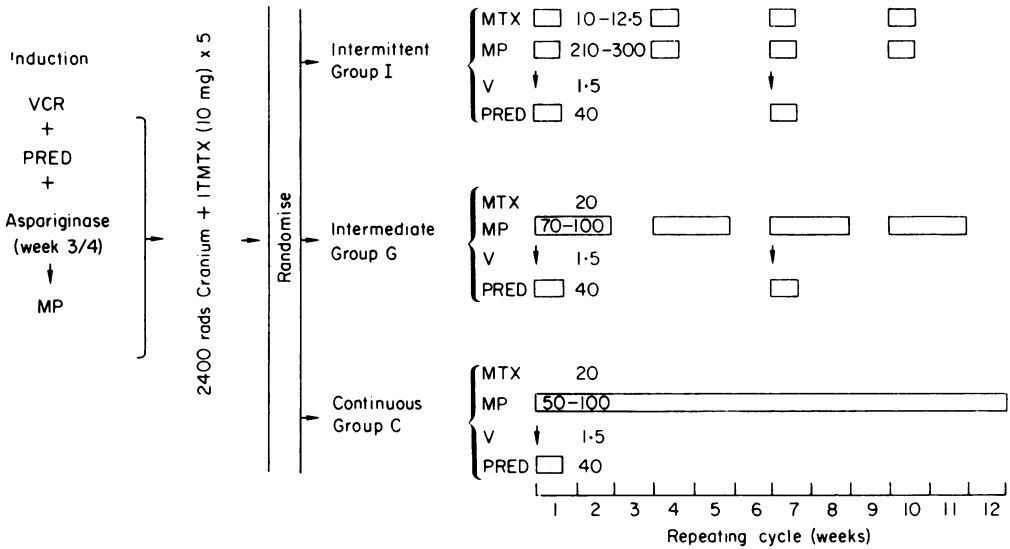 Induction
VCR
+
PRED
+
Aspariginase
(week 3/4)
MP
2400 rads Cranium + ITMTX (10 mg) x 5
Randomise
Intermittent
Group I
MTX 10-12·5
MP 210-300
V 1·5
PRED 40
Intermediate
Group G
MTX 20
MP 70-100
V 1·5
PRED 40
Continuous
Group C
MTX 20
MP 50-100
V 1·5
PRED 40
1 2 3 4 5 6 7 8 9 10 11 12
Repeating cycle (weeks)